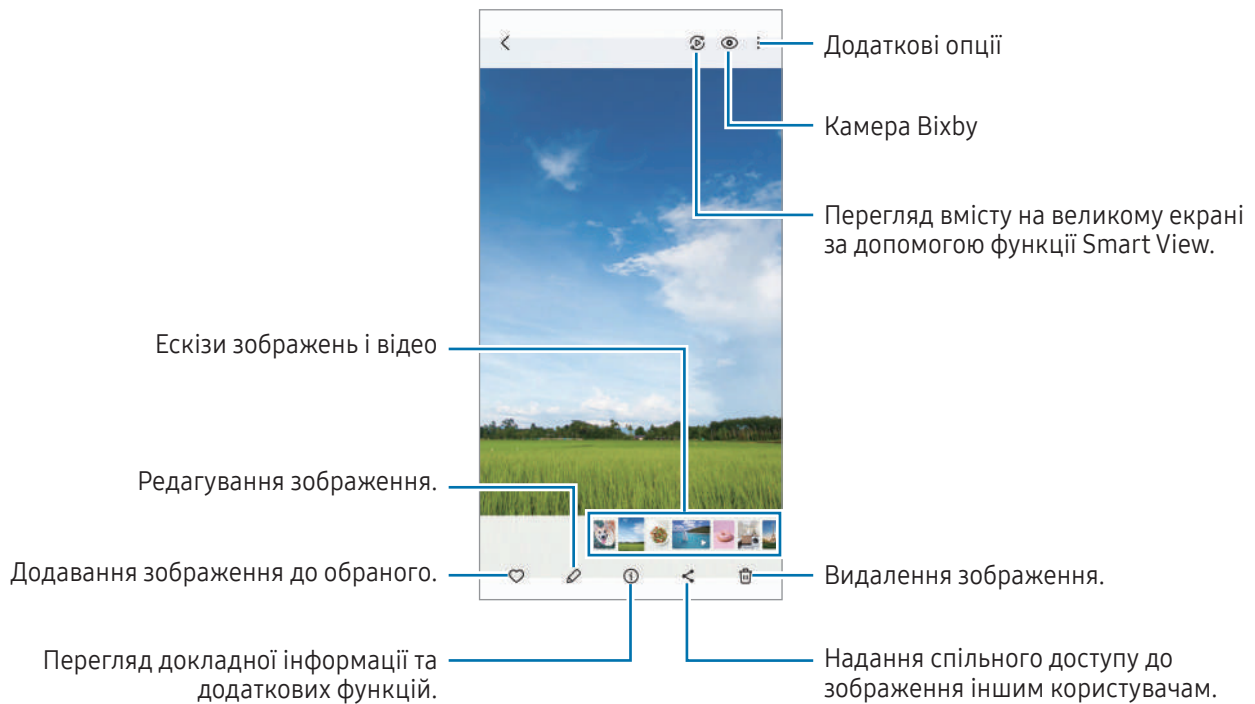 Додаткові опції
Камера Bixby
Перегляд вмісту на великому екрані
за допомогою функції Smart View.
Ескізи зображень і відео
Редагування зображення.
Додавання зображення до обраного.
Видалення зображення.
Перегляд докладної інформації та
додаткових функцій.
Надання спільного доступу до
зображення іншим користувачам.